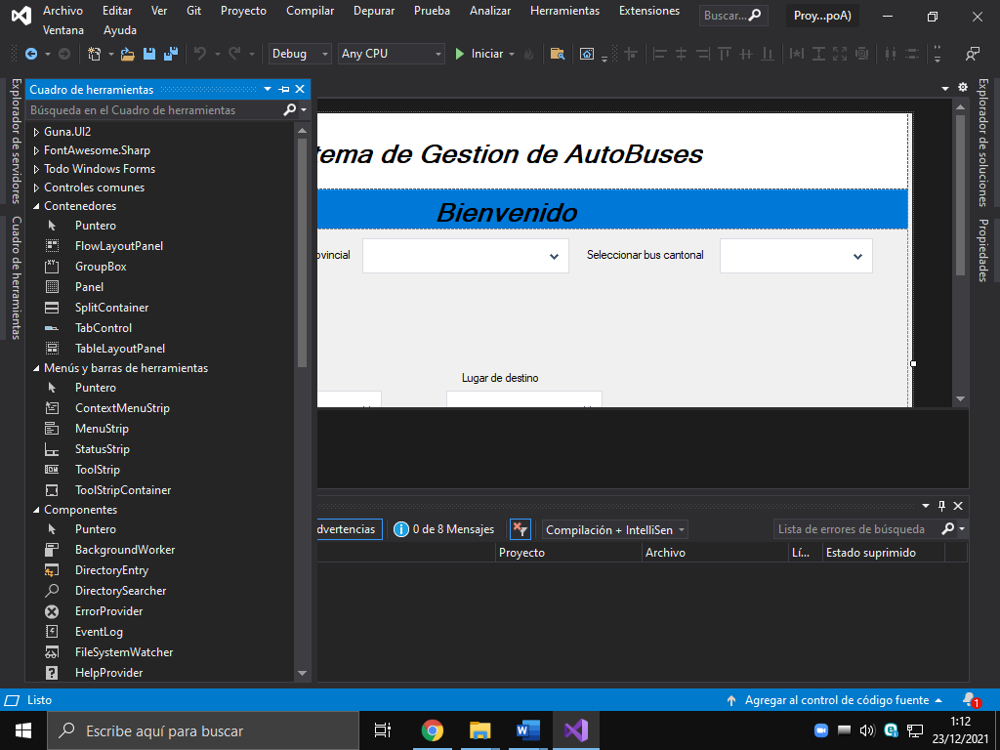 Archivo Editar Ver Git Proyecto Compilar Depurar Prueba Analizar Herramientas Extensiones Buscar... Proy...poA)
Ventana Ayuda
Debug Any CPU Iniciar
Explorador de servidores
Cuadro de herramientas
Cuadro de herramientas
Búsqueda en el Cuadro de herramientas
Guna.UI2
FontAwesome.Sharp
Todo Windows Forms
Controles comunes
Contenedores
Puntero
FlowLayoutPanel
GroupBox
Panel
SplitContainer
TabControl
TableLayoutPanel
Menús y barras de herramientas
Puntero
ContextMenuStrip
MenuStrip
StatusStrip
ToolStrip
ToolStripContainer
Componentes
Puntero
BackgroundWorker
DirectoryEntry
DirectorySearcher
ErrorProvider
EventLog
FileSystemWatcher
HelpProvider
tema de Gestion de AutoBuses
Bienvenido
ovincial Seleccionar bus cantonal
Lugar de destino
Explorador de soluciones
Propiedades
dvertencias 0 de 8 Mensajes Compilación + IntelliSen Lista de errores de búsqueda
Proyecto Archivo Lí... Estado suprimido
Listo Agregar al control de código fuente 1
Escribe aquí para buscar
1:12
23/12/2021